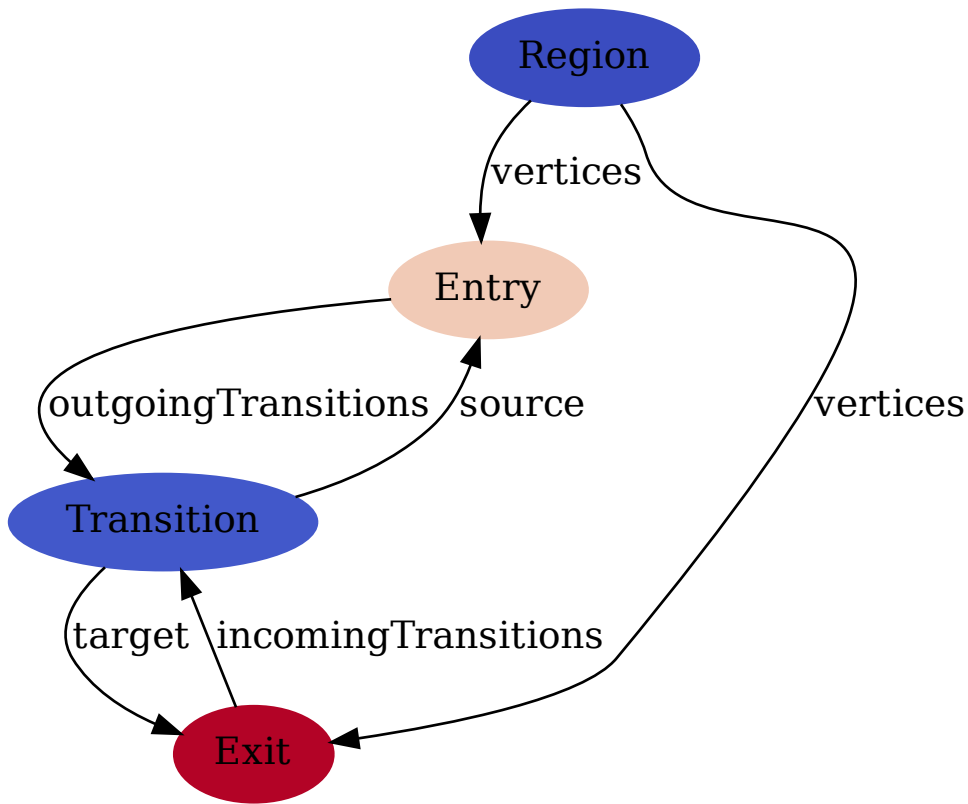 Region
vertices
Entry
outgoingTransitions
source
vertices
Transition
target
incomingTransitions
Exit